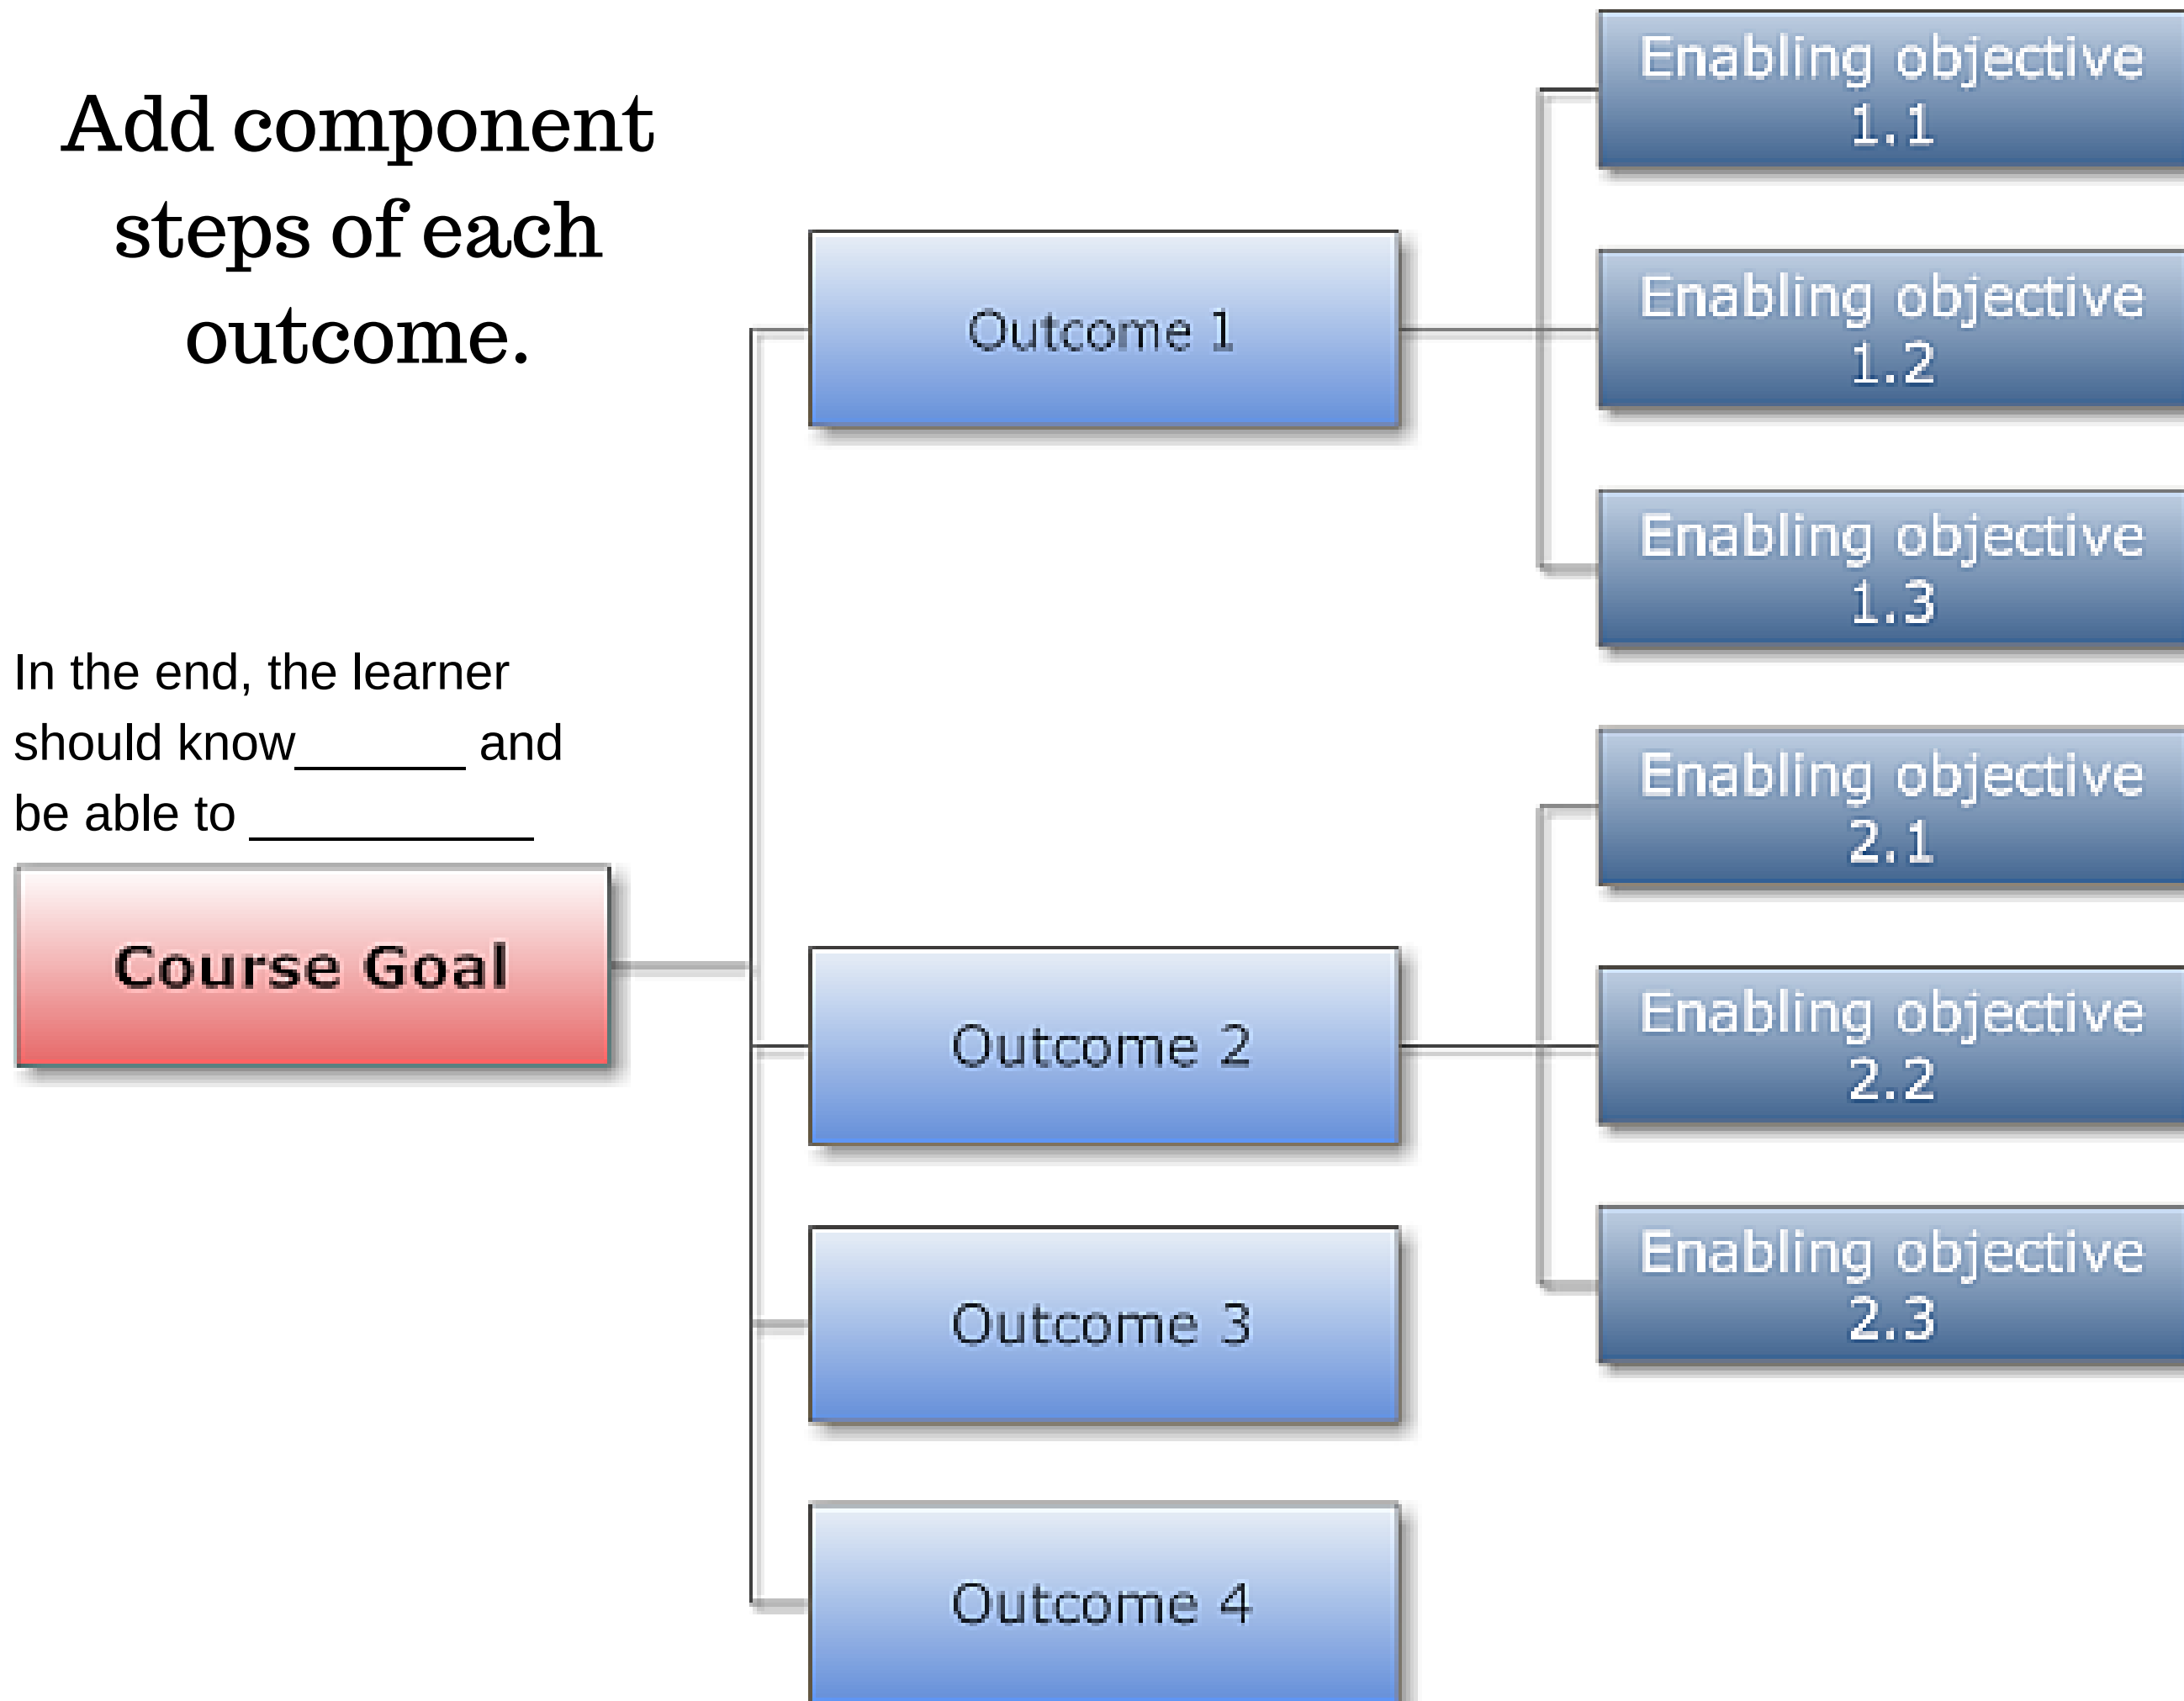 Add component
steps of each
outcome.
In the end, the learner
should know______ and
be able to __________
Course Goal
Outcome 1
Outcome 2
Outcome 3
Outcome 4
Enabling objective
1.1
Enabling objective
1.2
Enabling objective
1.3
Enabling objective
2.1
Enabling objective
2.2
Enabling objective
2.3